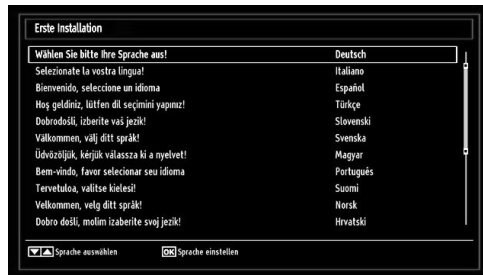 Erste Installation
Wählen Sie bitte Ihre Sprache aus! Deutsch
Selezionate la vostra lingua! Italiano
Bienvenido, seleccione un idioma Español
Hoş geldiniz, lütfen dil seçimini yapınız! Türkçe
Dobrodošli, izberite vaš jezik! Slovenski
Välkommen, välj ditt språk! Svenska
Üdvözöljük, kérjük válassza ki a nyelvet! Magyar
Bem-vindo, favor selecionar seu idioma Português
Tervetuloa, valitse kielesi! Suomi
Velkommen, velg ditt språk! Norsk
Dobro došli, molim izaberite svoj jezik! Hrvatski
Sprache auswählen OK Sprache einstellen